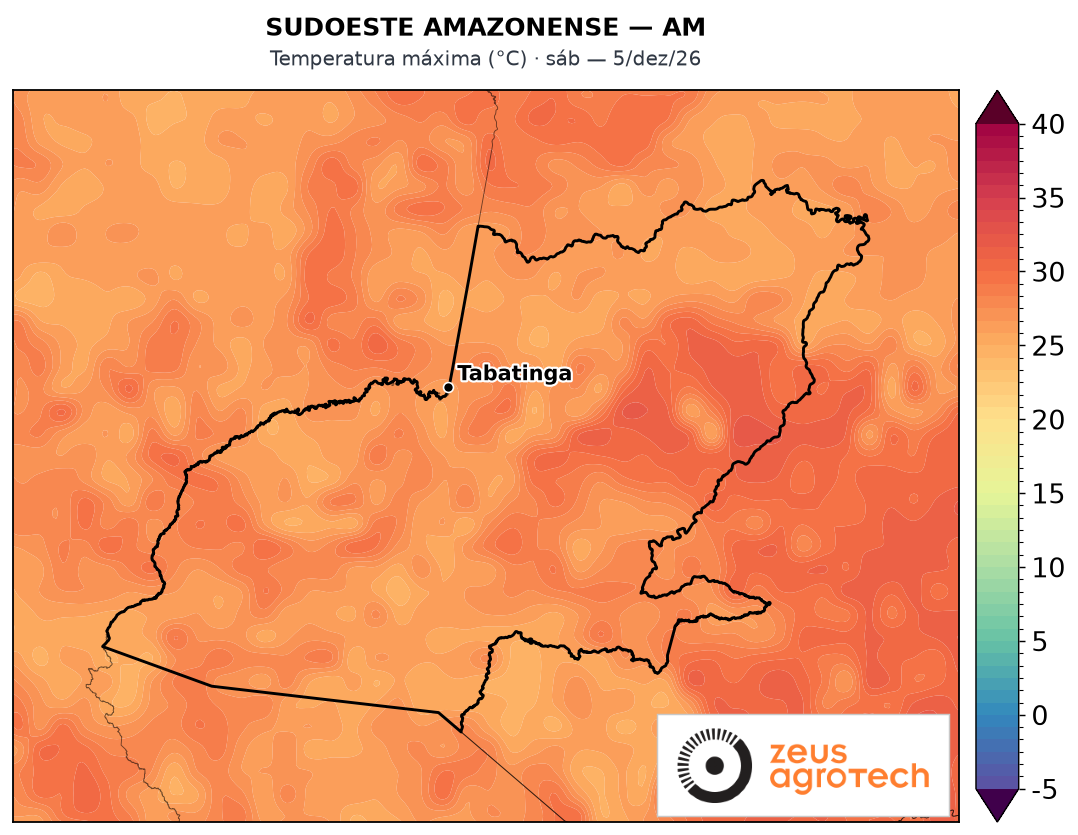 SUDOESTE AMAZONENSE — AM
Temperatura máxima (°C) · sáb — 5/dez/26
Tabatinga
40
35
30
25
20
15
10
5
0
-5
zeus
agrotech